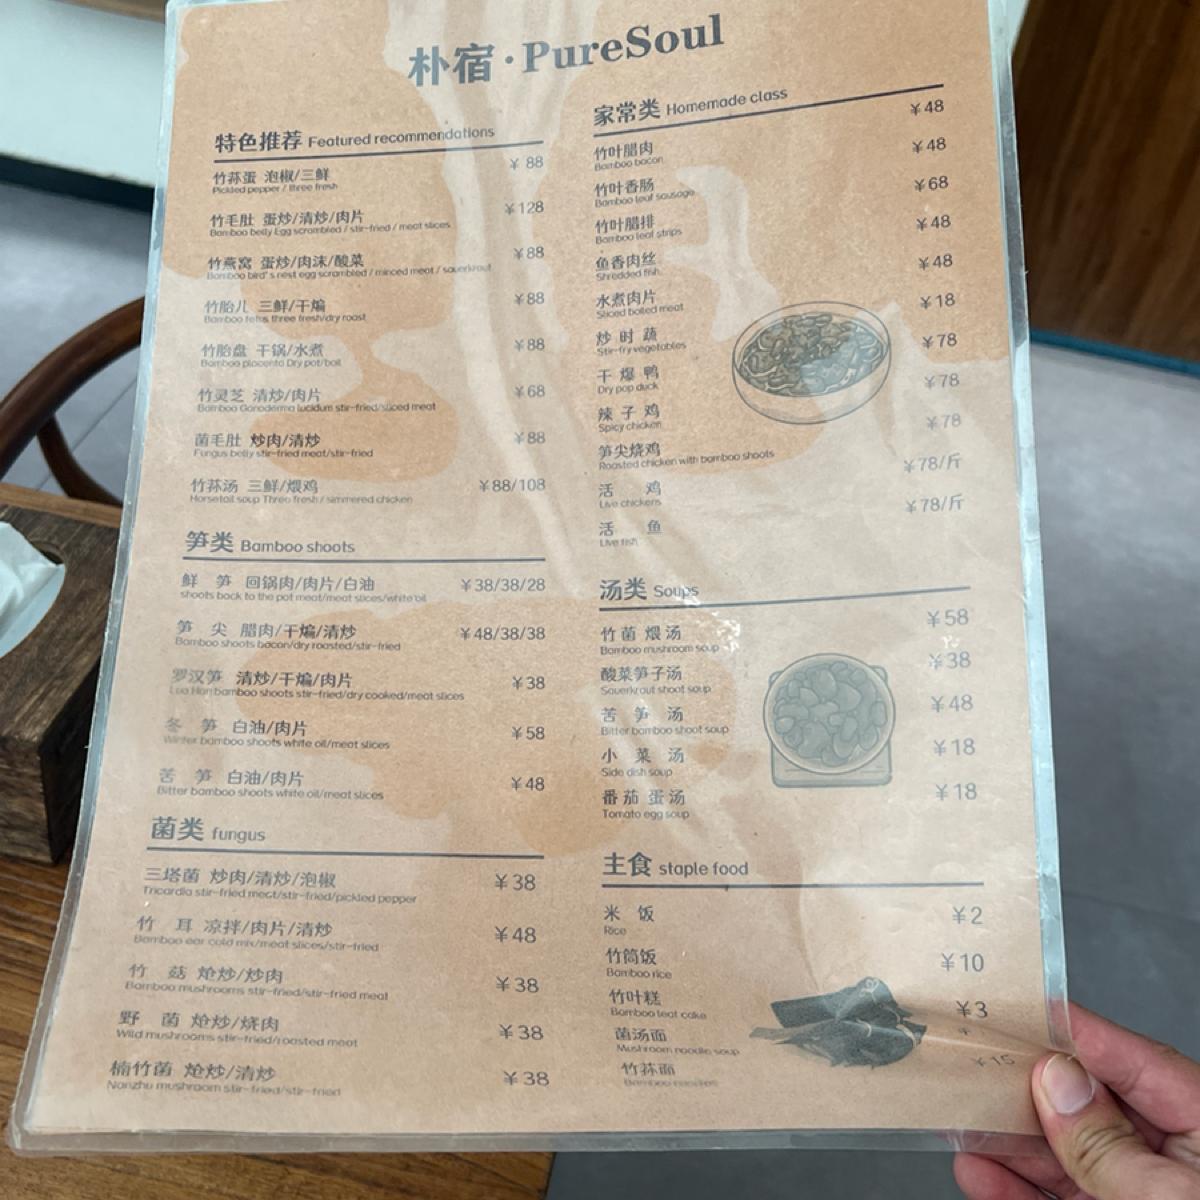 朴宿·PureSoul
特色推荐 Featured recommendations
竹荪蛋 泡椒/三鲜 ¥ 88
Pickled pepper / three fresh
竹毛肚 蛋炒/清炒/肉片 ¥128
Bamboo belly Egg scrambled / stir-fried / meat slices
竹燕窝 蛋炒/肉沫/酸菜 ¥88
Bamboo bird's nest egg scrambled / minced meat / sauerkraut
竹胎儿 三鲜/干煸 ¥88
Bamboo fetus three fresh/dry roast
竹胎盘 干锅/水煮 ¥88
Bamboo placenta Dry pot/boil
竹灵芝 清炒/肉片 ¥68
Bamboo Ganoderma lucidum stir-fried/sliced meat
菌毛肚 炒肉/清炒 ¥88
Fungus belly stir-fried meat/stir-fried
竹荪汤 三鲜/煨鸡 ¥88/108
Horsetail soup Three fresh / simmered chicken
笋类 Bamboo shoots
鲜 笋 回锅肉/肉片/白油 ¥38/38/28
shoots back to the pot meat/meat slices/white oil
笋 尖 腊肉/干煸/清炒 ¥48/38/38
Bamboo shoots bacon/dry roasted/stir-fried
罗汉笋 清炒/干煸/肉片 ¥38
Luo Han bamboo shoots stir-fried/dry cooked/meat slices
冬 笋 白油/肉片 ¥58
Winter bamboo shoots white oil/meat slices
苦 笋 白油/肉片 ¥48
Bitter bamboo shoots white oil/meat slices
菌类 fungus
三塔菌 炒肉/清炒/泡椒 ¥38
Tricardia stir-fried meat/stir-fried/pickled pepper
竹 耳 凉拌/肉片/清炒 ¥48
Bamboo ear cold mix/meat slices/stir-fried
竹 菇 炝炒/炒肉 ¥38
Bamboo mushrooms stir-fried/stir-fried meat
野 菌 炝炒/烧肉 ¥38
Wild mushrooms stir-fried/roasted meat
楠竹菌 炝炒/清炒 ¥38
Nanzhu mushroom stir-fried/stir-fried
家常类 Homemade class
竹叶腊肉 ¥48
Bamboo bacon
竹叶香肠 ¥48
Bamboo leaf sausage
竹叶腊排 ¥68
Bamboo leaf strips
鱼香肉丝 ¥48
Shredded fish
水煮肉片 ¥48
Sliced boiled meat
炒 时 蔬 ¥18
Stir-fry vegetables
干 爆 鸭 ¥78
Dry pop duck
辣 子 鸡 ¥78
Spicy chicken
笋尖烧鸡 ¥78
Roasted chicken with bamboo shoots
活 鸡 ¥78/斤
Live chickens
活 鱼 ¥78/斤
Live fish
汤类 Soups
竹菌煨汤 ¥58
Bamboo mushroom soup
酸菜笋子汤 ¥38
Sauerkraut shoot soup
苦 笋 汤 ¥48
Bitter bamboo shoot soup
小 菜 汤 ¥18
Side dish soup
番茄蛋汤 ¥18
Tomato egg soup
主食 staple food
米 饭 ¥2
Rice
竹筒饭 ¥10
Bamboo rice
竹叶糕 ¥3
Bamboo leaf cake
菌汤面
Mushroom noodle soup
竹荪面 ¥15
Bamboo noodles